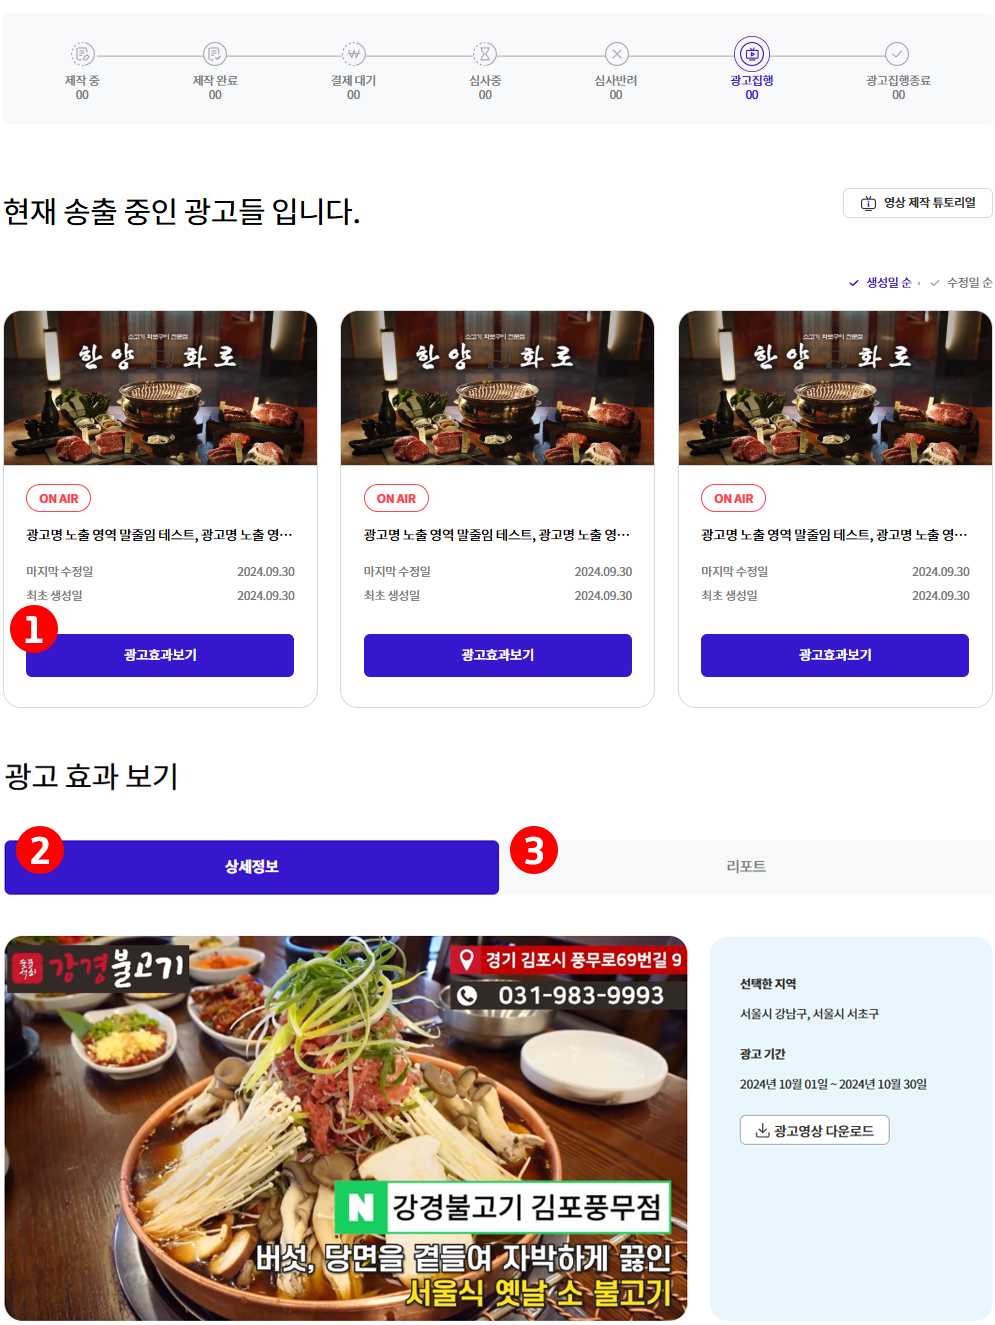 제작 중
00
제작 완료
00
결제 대기
00
심사중
00
심사반려
00
광고집행
00
광고집행종료
00
현재 송출 중인 광고들 입니다.
영상 제작 튜토리얼
생성일 순 · 수정일 순
소고기 화로구이 전문점
한양화로
소고기 화로구이 전문점
한양화로
소고기 화로구이 전문점
한양화로
ON AIR
광고명 노출 영역 말줄임 테스트, 광고명 노출 영···
마지막 수정일 2024.09.30
최초 생성일 2024.09.30
1
광고효과보기
ON AIR
광고명 노출 영역 말줄임 테스트, 광고명 노출 영···
마지막 수정일 2024.09.30
최초 생성일 2024.09.30
광고효과보기
ON AIR
광고명 노출 영역 말줄임 테스트, 광고명 노출 영···
마지막 수정일 2024.09.30
최초 생성일 2024.09.30
광고효과보기
광고 효과 보기
2
상세정보
3
리포트
강경불고기
경기 김포시 풍무로69번길 9
031-983-9993
N 강경불고기 김포풍무점
버섯, 당면을 곁들여 자박하게 끓인
서울식 옛날 소 불고기
선택한 지역
서울시 강남구, 서울시 서초구
광고 기간
2024년 10월 01일 ~ 2024년 10월 30일
광고영상 다운로드